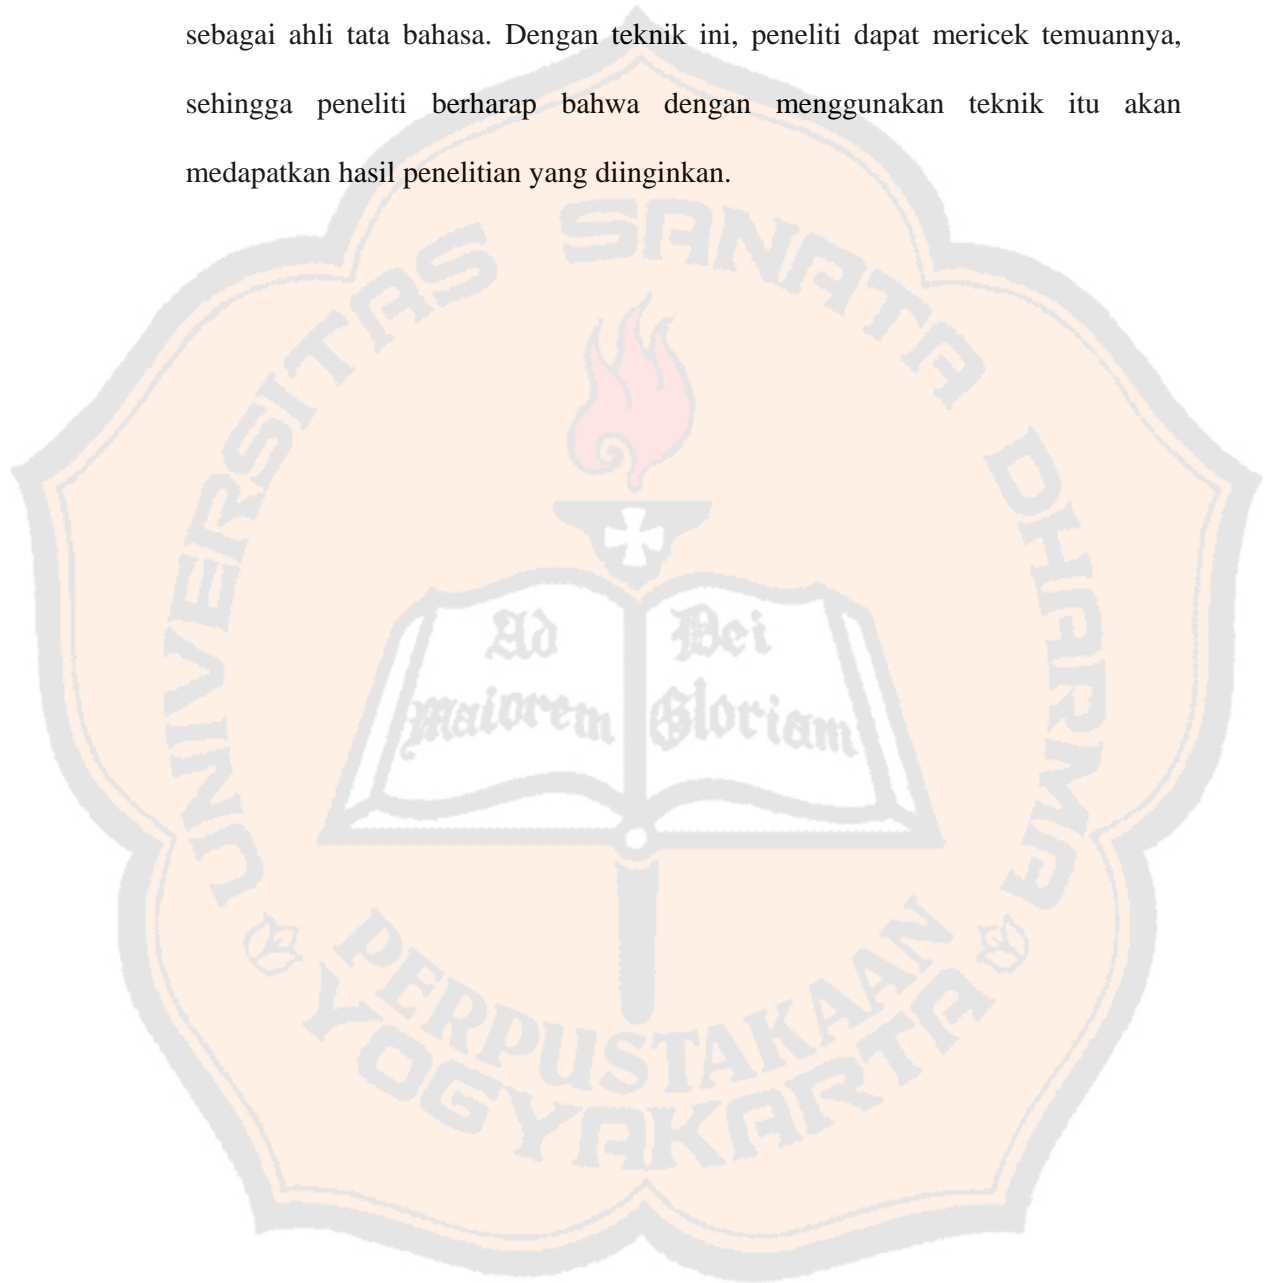 sebagai ahli tata bahasa. Dengan teknik ini, peneliti dapat mericek temuannya,
sehingga peneliti berharap bahwa dengan menggunakan teknik itu akan
medapatkan hasil penelitian yang diinginkan.
UNIVERSITAS SANATA DHARMA
Ad Dei
maiorem Gloriam
PERPUSTAKAAN
YOGYAKARTA